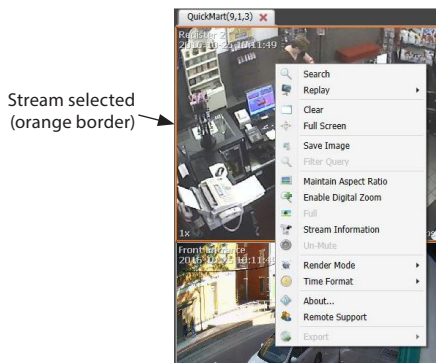 QuickMart(9,1,3)
Register 2
11:49
Stream selected
(orange border)
1x
Search
Replay
Clear
Full Screen
Save Image
Filter Query
Maintain Aspect Ratio
Enable Digital Zoom
Full
Stream Information
Un-Mute
Render Mode
Time Format
About...
Remote Support
Export
Front Entrance